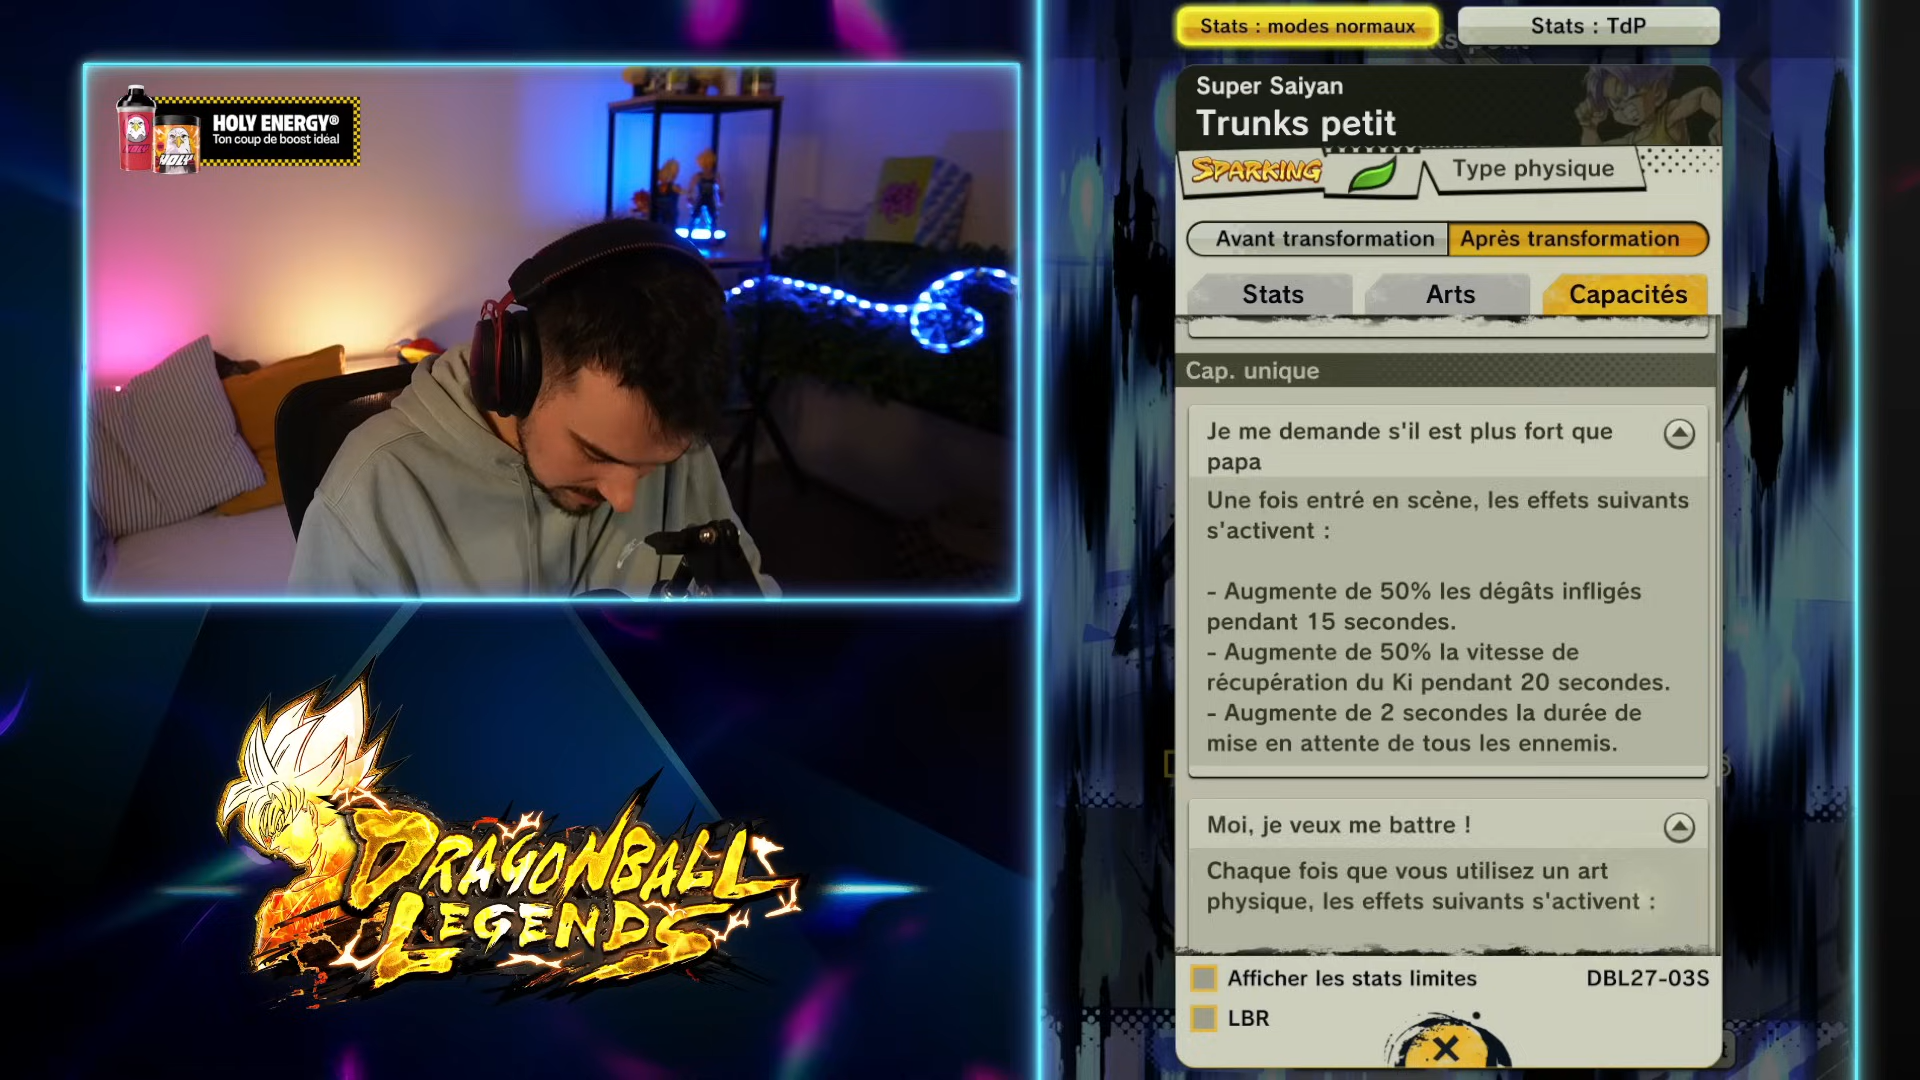 HOLY ENERGY®
Ton coup de boost idéal
HOLY
DRAGONBALL
LEGENDS
Stats : modes normaux
Stats : TdP
Super Saiyan
Trunks petit
SPARKING
Type physique
Avant transformation
Après transformation
Stats
Arts
Capacités
Cap. unique
Je me demande s'il est plus fort que
papa
Une fois entré en scène, les effets suivants
s'activent :
- Augmente de 50% les dégâts infligés
pendant 15 secondes.
- Augmente de 50% la vitesse de
récupération du Ki pendant 20 secondes.
- Augmente de 2 secondes la durée de
mise en attente de tous les ennemis.
Moi, je veux me battre !
Chaque fois que vous utilisez un art
physique, les effets suivants s'activent :
Afficher les stats limites
DBL27-03S
LBR